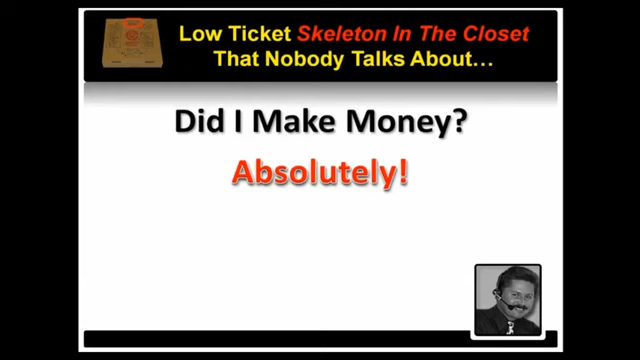 Low Ticket Skeleton In The Closet
That Nobody Talks About...
Did I Make Money?
Absolutely!